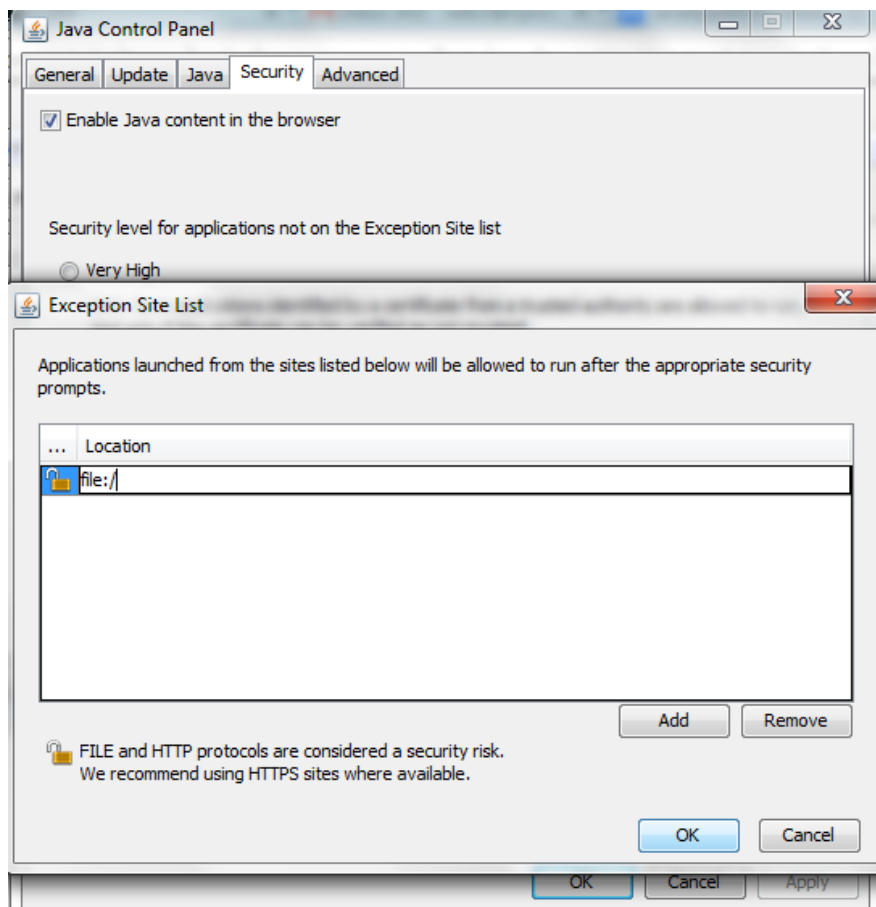 Java Control Panel
General Update Java Security Advanced
Enable Java content in the browser
Security level for applications not on the Exception Site list
Very High
Exception Site List
Applications launched from the sites listed below will be allowed to run after the appropriate security
prompts.
... Location
file:/
Add Remove
FILE and HTTP protocols are considered a security risk.
We recommend using HTTPS sites where available.
OK Cancel
OK Cancel Apply